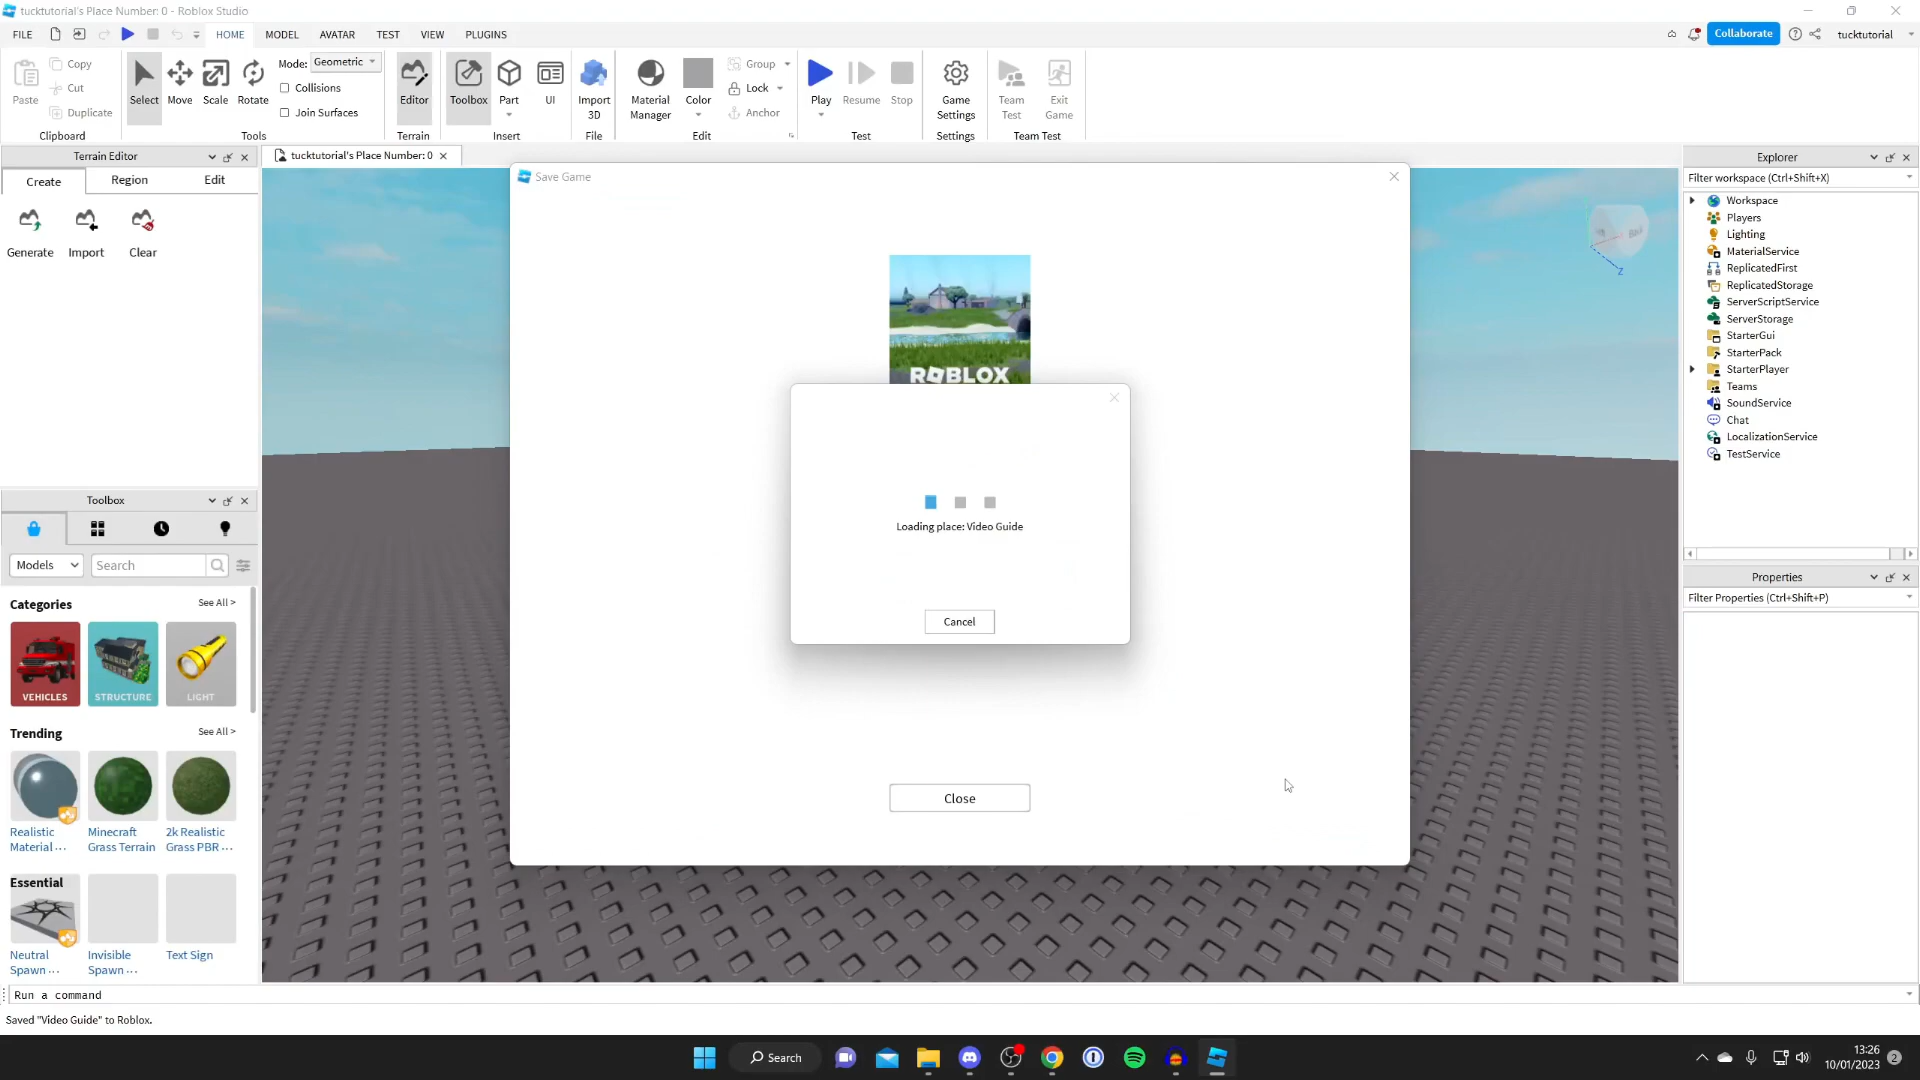 tucktutorial's Place Number: 0 - Roblox Studio
FILE HOME MODEL AVATAR TEST VIEW PLUGINS Collaborate tucktutorial
Paste Copy Cut Duplicate
Select Move Scale Rotate
Mode: Geometric
Collisions
Join Surfaces
Editor
Toolbox Part UI
Import 3D
Material Manager
Color
Group
Lock
Anchor
Play Resume Stop
Game Settings
Team Test
Exit Game
Clipboard Tools Terrain Insert File Edit Test Settings Team Test
Terrain Editor
Create Region Edit
Generate Import Clear
Toolbox
Models Search
Categories See All >
VEHICLES STRUCTURE LIGHT
Trending See All >
Realistic Material ...
Minecraft Grass Terrain
2k Realistic Grass PBR ...
Essential
Neutral Spawn ...
Invisible Spawn ...
Text Sign
tucktutorial's Place Number: 0
Save Game
ROBLOX
Loading place: Video Guide
Cancel
Close
Back
Z
Explorer
Filter workspace (Ctrl+Shift+X)
Workspace
Players
Lighting
MaterialService
ReplicatedFirst
ReplicatedStorage
ServerScriptService
ServerStorage
StarterGui
StarterPack
StarterPlayer
Teams
SoundService
Chat
LocalizationService
TestService
Properties
Filter Properties (Ctrl+Shift+P)
Run a command
Saved "Video Guide" to Roblox.
Search
13:26
10/01/2023
2